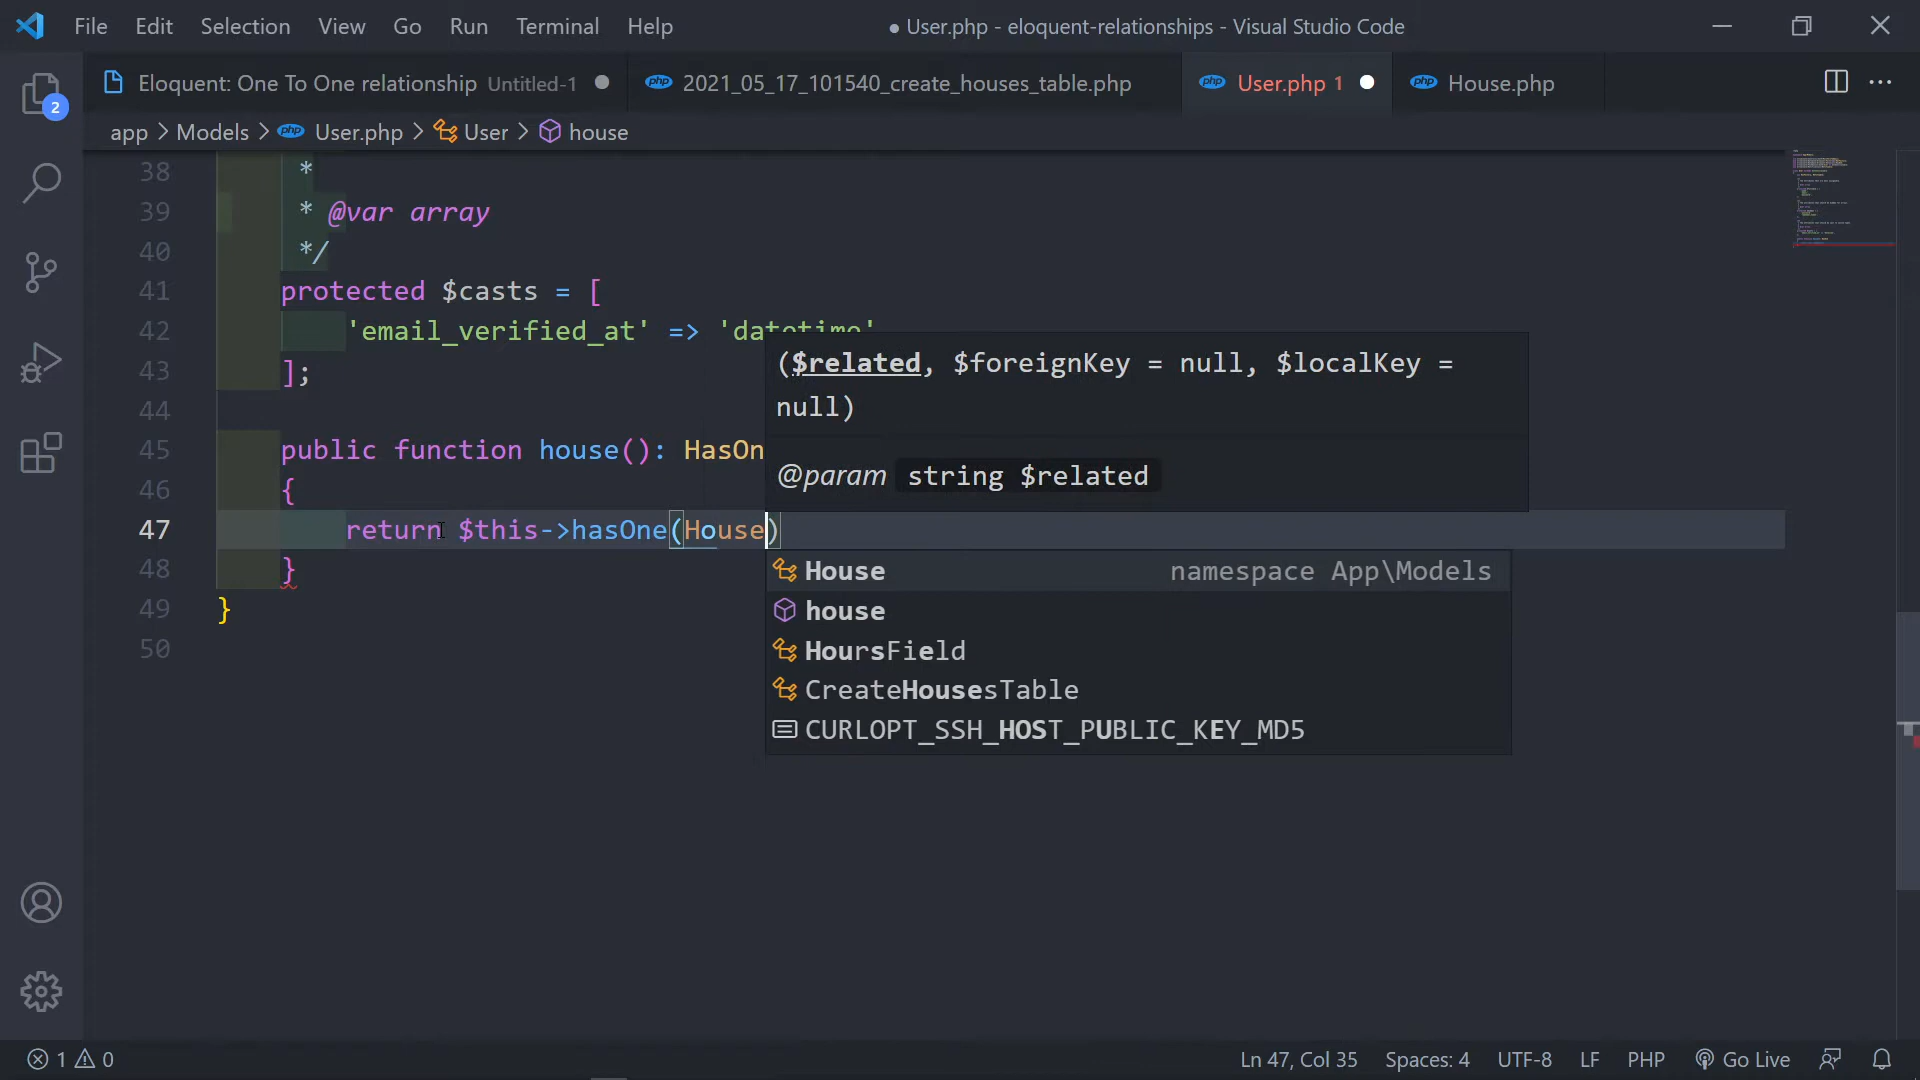 File Edit Selection View Go Run Terminal Help ● User.php - eloquent-relationships - Visual Studio Code
Eloquent: One To One relationship Untitled-1 2021_05_17_101540_create_houses_table.php User.php 1 House.php
2
app > Models > php User.php > User > house
38 *
39 * @var array
40 */
41 protected $casts = [
42 'email_verified_at' => 'datetime'
43 ];
44
45 public function house(): HasOn
46 {
47 return $this->hasOne(House)
48 }
49 }
50
($related, $foreignKey = null, $localKey =
null)
@param string $related
House namespace App\Models
house
HoursField
CreateHousesTable
CURLOPT_SSH_HOST_PUBLIC_KEY_MD5
1 0 Ln 47, Col 35 Spaces: 4 UTF-8 LF PHP Go Live